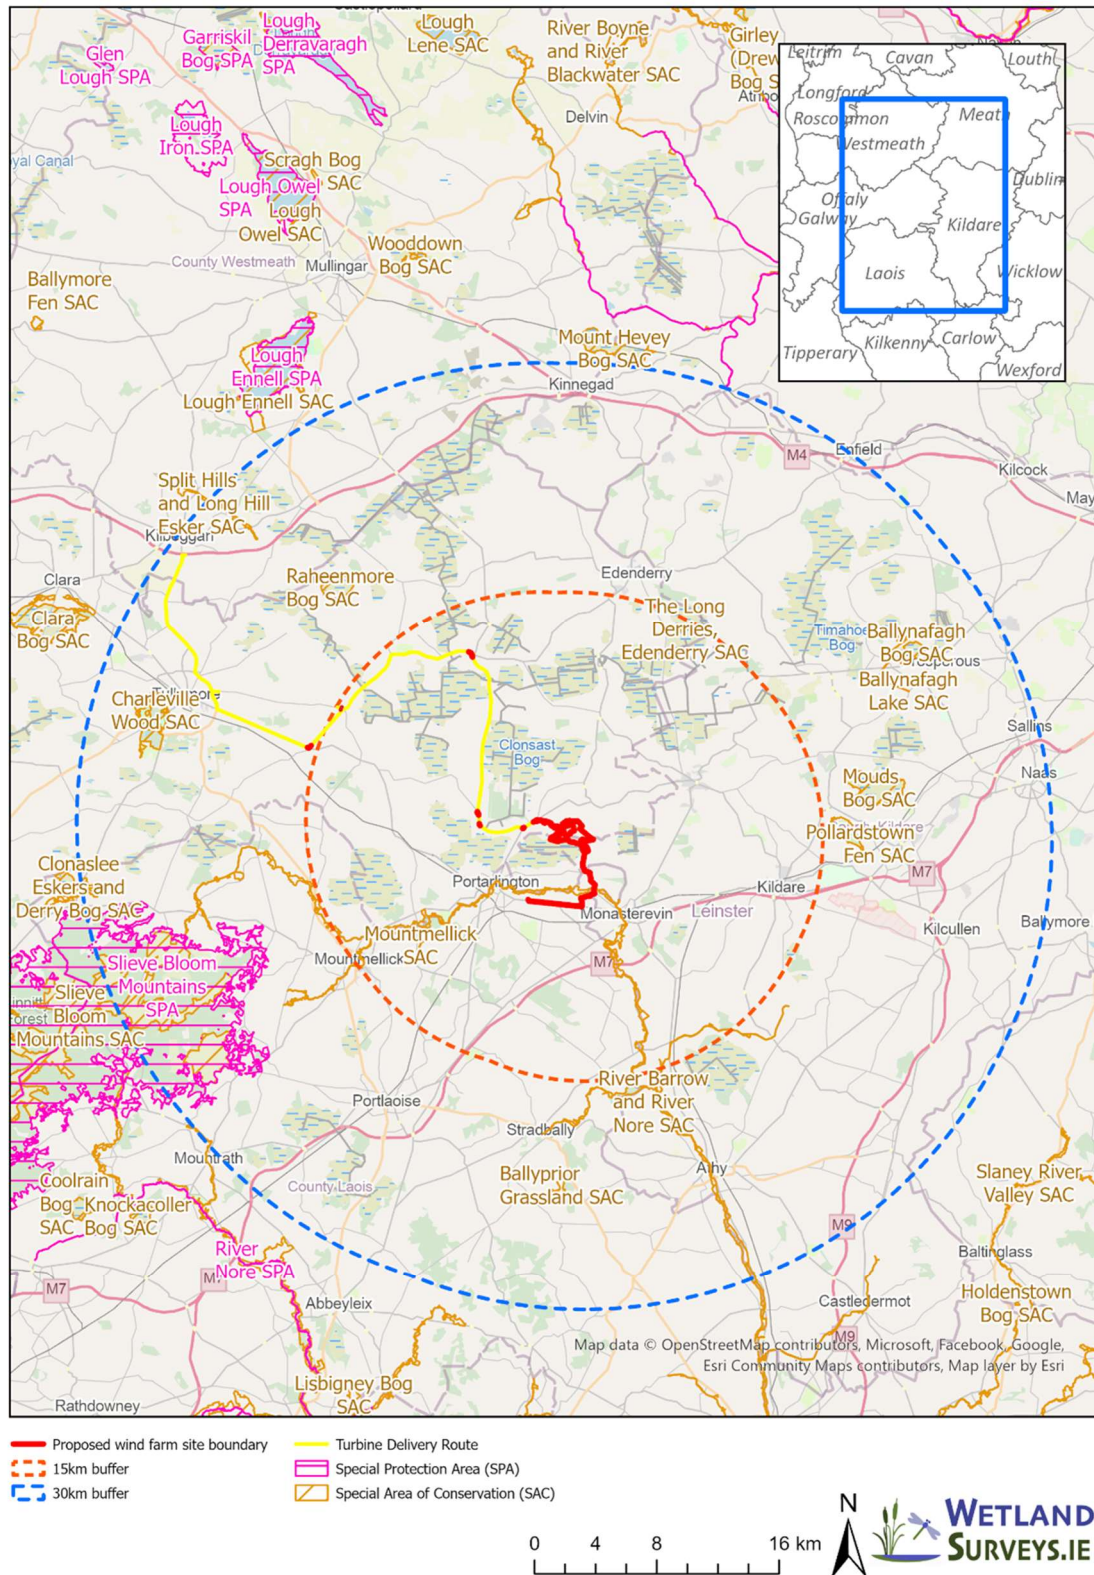 Glen
Lough SPA
Garriskil
Bog SPA
Lough
Derravaragh
SPA
Lough
Lene SAC
River Boyne
and River
Blackwater SAC
Girley
(Drew
Bog S
Delvin
Lough
Iron SPA
yal Canal
Scragh Bog
SAC
Lough Owel
SPA
Lough
Owel SAC
County Westmeath
Mullingar
Wooddown
Bog SAC
Ballymore
Fen SAC
Lough
Ennell SPA
Lough Ennell SAC
Mount Hevey
Bog SAC
Kinnegad
M4
Enfield
Kilcock
May
Leitrim
Cavan
Louth
Longford
Roscommon
Meath
Westmeath
Dublin
Offaly
Galway
Kildare
Laois
Wicklow
Tipperary
Kilkenny
Carlow
Wexford
Split Hills
and Long Hill
Esker SAC
Kilbeggan
Clara
Clara
Bog SAC
Raheenmore
Bog SAC
Edenderry
The Long
Derries,
Edenderry SAC
Ballynafagh
Bog SAC
Ballynafagh
Lake SAC
Charleville
Wood SAC
Clonsast
Bog
Sallins
Naas
Mouds
Bog SAC
Pollardstown
Fen SAC
Clonaslee
Eskers and
Derry Bog SAC
Portarlington
Monasterevin
Leinster
Kildare
M7
Kilcullen
Ballymore
Mountmellick
SAC
Mountmellick
M7
Slieve Bloom
Mountains
SPA
Slieve
Bloom
Mountains SAC
River Barrow
and River
Nore SAC
Portlaoise
Stradbally
Athy
Mountrath
County Laois
Ballyprior
Grassland SAC
Slaney River
Valley SAC
Coolrain
Bog
SAC
Knockacoller
Bog SAC
River
Nore SPA
M7
M9
Baltinglass
Holdenstown
Bog SAC
Abbeyleix
Castledermot
M9
Lisbigney Bog
SAC
Rathdowney
Map data © OpenStreetMap contributors, Microsoft, Facebook, Google,
Esri Community Maps contributors, Map layer by Esri
Proposed wind farm site boundary
15km buffer
30km buffer
Turbine Delivery Route
Special Protection Area (SPA)
Special Area of Conservation (SAC)
0 4 8 16 km
N
WETLAND
SURVEYS.IE